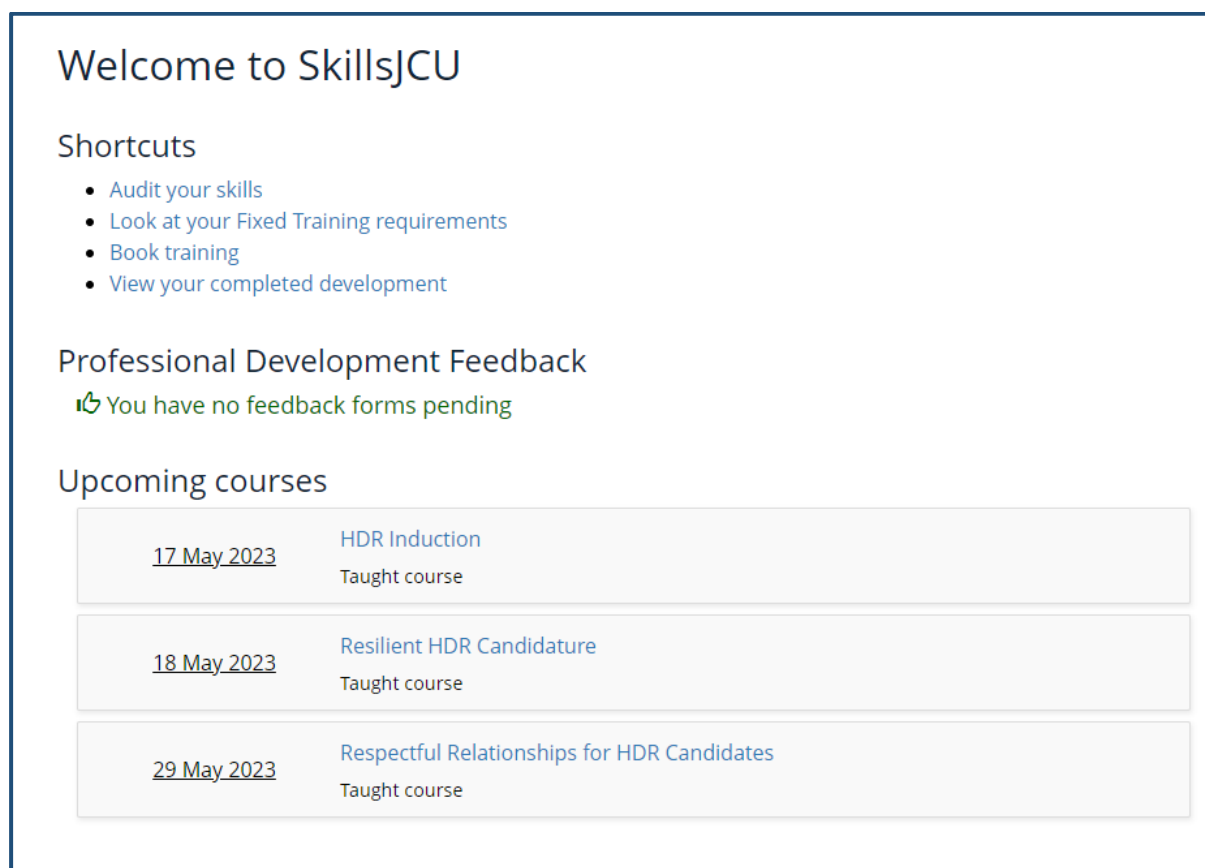 Welcome to SkillsJCU
Shortcuts
Audit your skills
Look at your Fixed Training requirements
Book training
View your completed development
Professional Development Feedback
You have no feedback forms pending
Upcoming courses
17 May 2023
HDR Induction
Taught course
18 May 2023
Resilient HDR Candidature
Taught course
29 May 2023
Respectful Relationships for HDR Candidates
Taught course